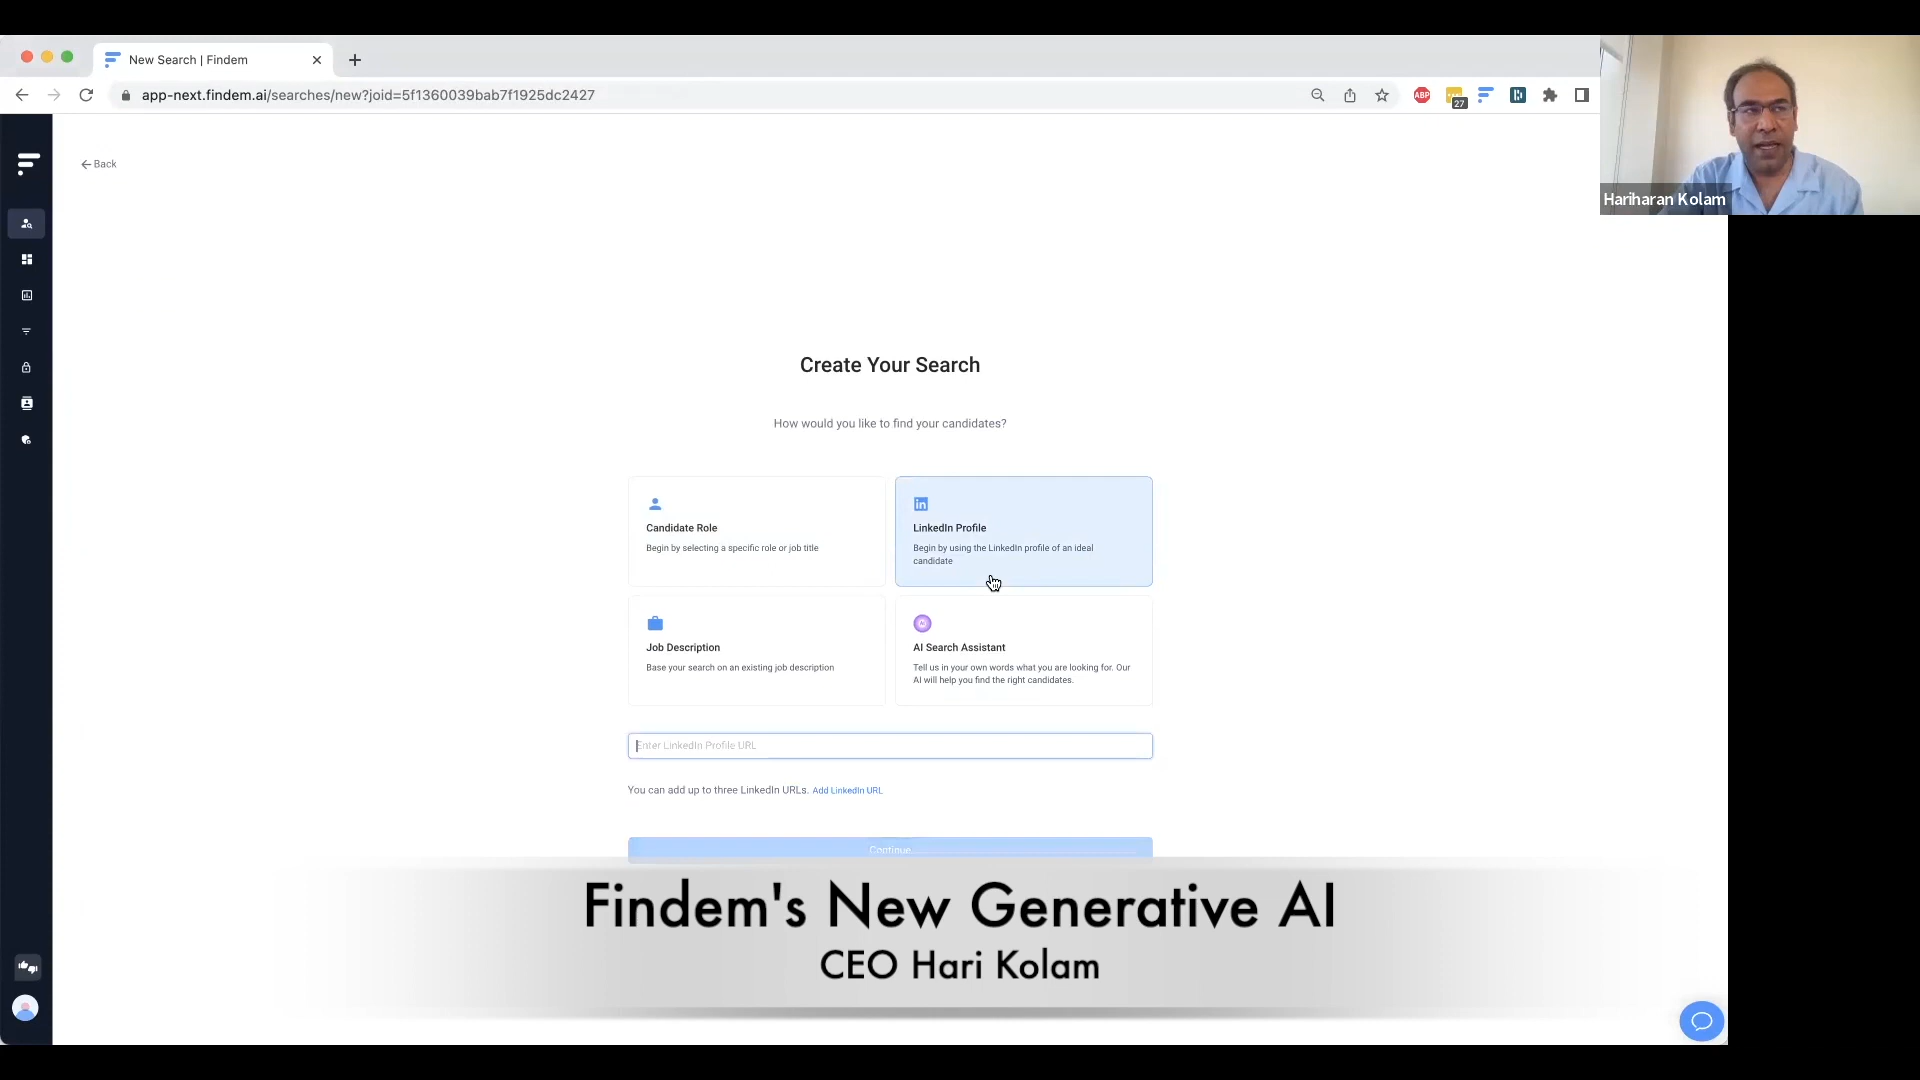 New Search | Findem
app-next.findem.ai/searches/new?joid=5f1360039bab7f1925dc2427
ABP
27
Hariharan Kolam
Back
Create Your Search
How would you like to find your candidates?
Candidate Role
Begin by selecting a specific role or job title
in
LinkedIn Profile
Begin by using the LinkedIn profile of an ideal
candidate
Job Description
Base your search on an existing job description
AI Search Assistant
Tell us in your own words what you are looking for. Our
AI will help you find the right candidates.
Enter LinkedIn Profile URL
You can add up to three LinkedIn URLs. Add LinkedIn URL
Continue
Findem's New Generative AI
CEO Hari Kolam